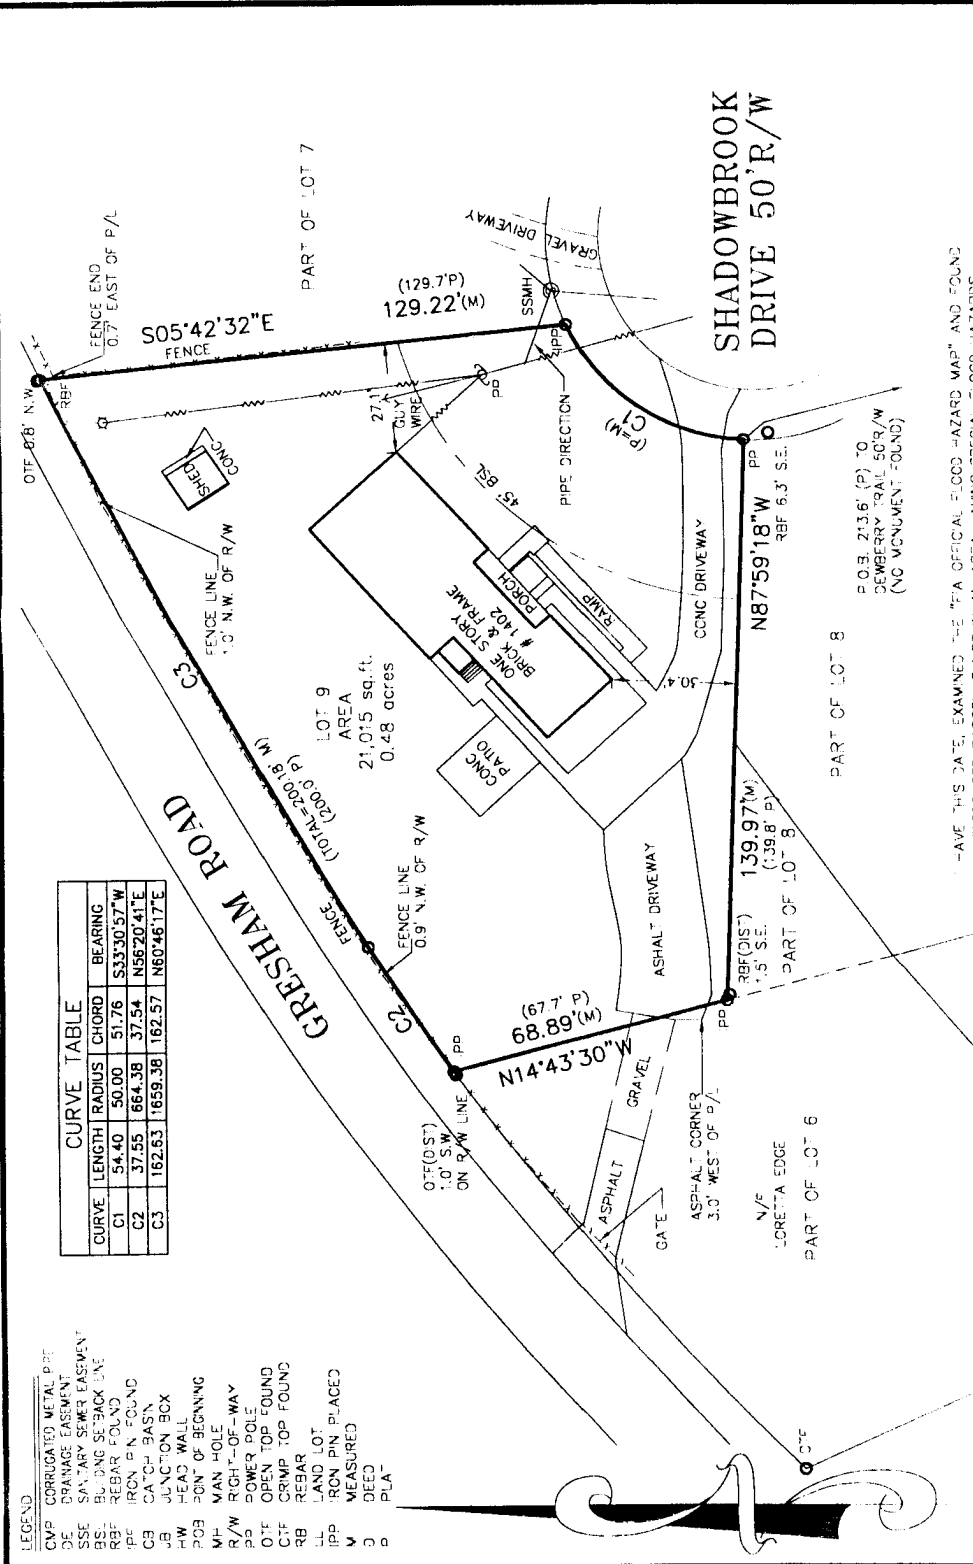 LEGEND
CMP CORRUGATED METAL PIPE
DE DRAINAGE EASEMENT
SSE SANITARY SEWER EASEMENT
BSL BUILDING SETBACK LINE
RBF REBAR FOUND
IPF IRON PIN FOUND
CB CATCH BASIN
JB JUNCTION BOX
HW HEAD WALL
POB POINT OF BEGINNING
MH MAN HOLE
R/W RIGHT-OF-WAY
PP POWER POLE
OTF OPEN TOP FOUND
CTF CRIMP TOP FOUND
RB REBAR
LL LAND LOT
IPP IRON PIN PLACED
M MEASURED
D DEED
P PLAT
CURVE TABLE
CURVE LENGTH RADIUS CHORD BEARING
C1 54.40 50.00 51.76 S33°30'57"W
C2 37.55 664.38 37.54 N56°20'41"E
C3 162.63 1659.38 162.57 N60°46'17"E
GRESHAM ROAD
OTF 0.8' N.W.
RBF
FENCE END
0.7' EAST OF P/L
S05°42'32"E
FENCE
(129.7'P)
129.22'(M)
PART OF LOT 7
SHED
CONC
FENCE LINE
1.0' N.W. OF R/W
C3
LOT 9
AREA
21,015 sq.ft.
0.48 acres
(TOTAL=200.18' M)
(200.0' P)
FENCE
FENCE LINE
0.9' N.W. OF R/W
C2
PP
OTF(DIST)
1.0' S.W.
ON R/W LINE
27.1'
GUY
WIRE
PP
SSMH
IPP
PIPE DIRECTION
45' BSL
GRAVEL DRIVEWAY
SHADOWBROOK
DRIVE 50'R/W
(P=M)
C1
ONE STORY
BRICK & FRAME
# 1402
PORCH
RAMP
CONC
PATIO
CONC DRIVEWAY
30.4'
PP
RBF 6.3' S.E.
N87°59'18"W
139.97'(M)
(139.8' P)
P.O.B. 213.6' (P) TO
DEWBERRY TRAIL 50'R/W
(NO MONUMENT FOUND)
PART OF LOT 8
PART OF LOT 8
RBF(DIST)
1.5' S.E.
PP
ASHALT DRIVEWAY
(67.7' P)
68.89'(M)
N14°43'30"W
GRAVEL
ASPHALT
GATE
ASPHALT CORNER
3.0' WEST OF P/L
N/F
LORETTA EDGE
PART OF LOT 6
OTF
HAVE THIS DATE, EXAMINED THE "FIA OFFICIAL FLOOD HAZARD MAP" AND FOUND